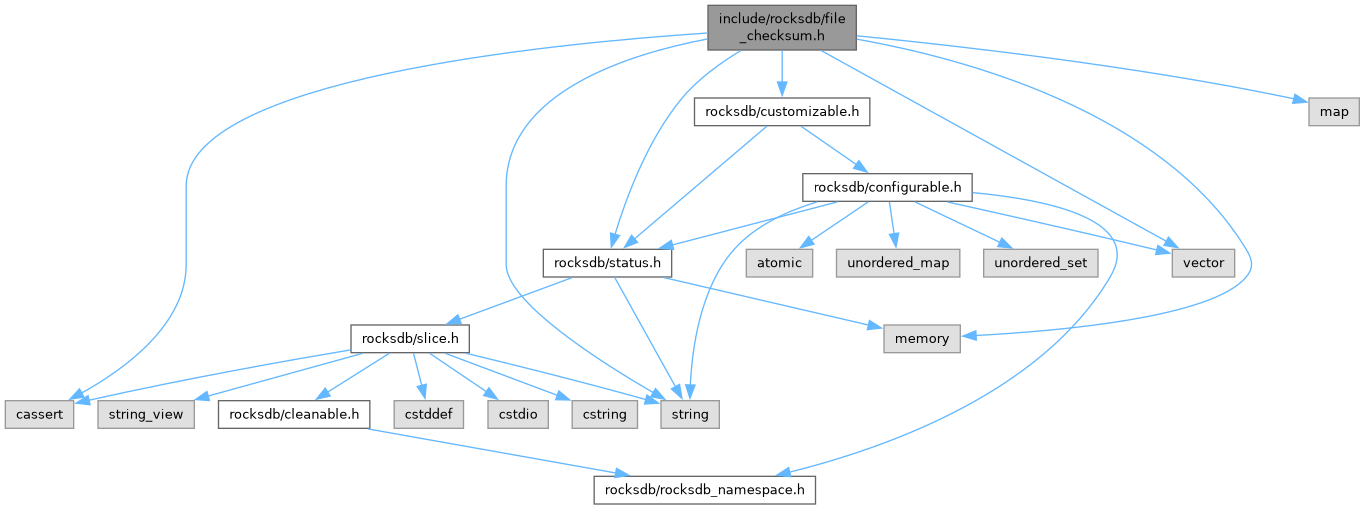 include/rocksdb/file
_checksum.h
rocksdb/customizable.h
map
rocksdb/configurable.h
rocksdb/status.h
atomic
unordered_map
unordered_set
vector
rocksdb/slice.h
memory
cassert
string_view
rocksdb/cleanable.h
cstddef
cstdio
cstring
string
rocksdb/rocksdb_namespace.h